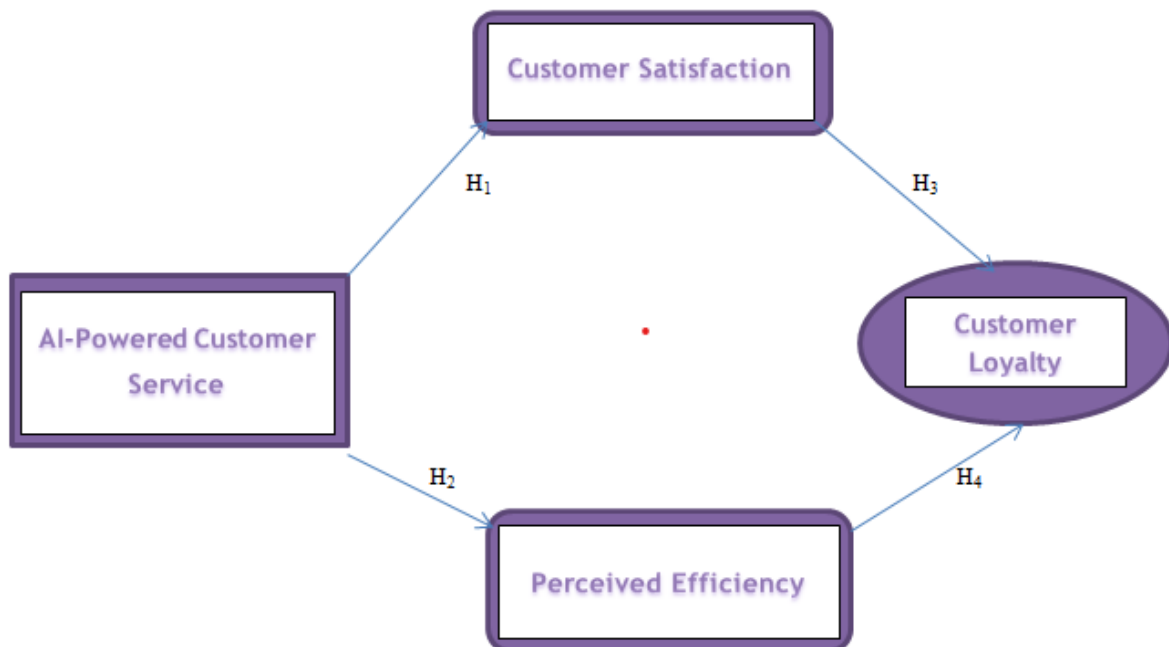 Customer Satisfaction
H₁
H₃
AI-Powered Customer
Service
Customer
Loyalty
H₂
H₄
Perceived Efficiency